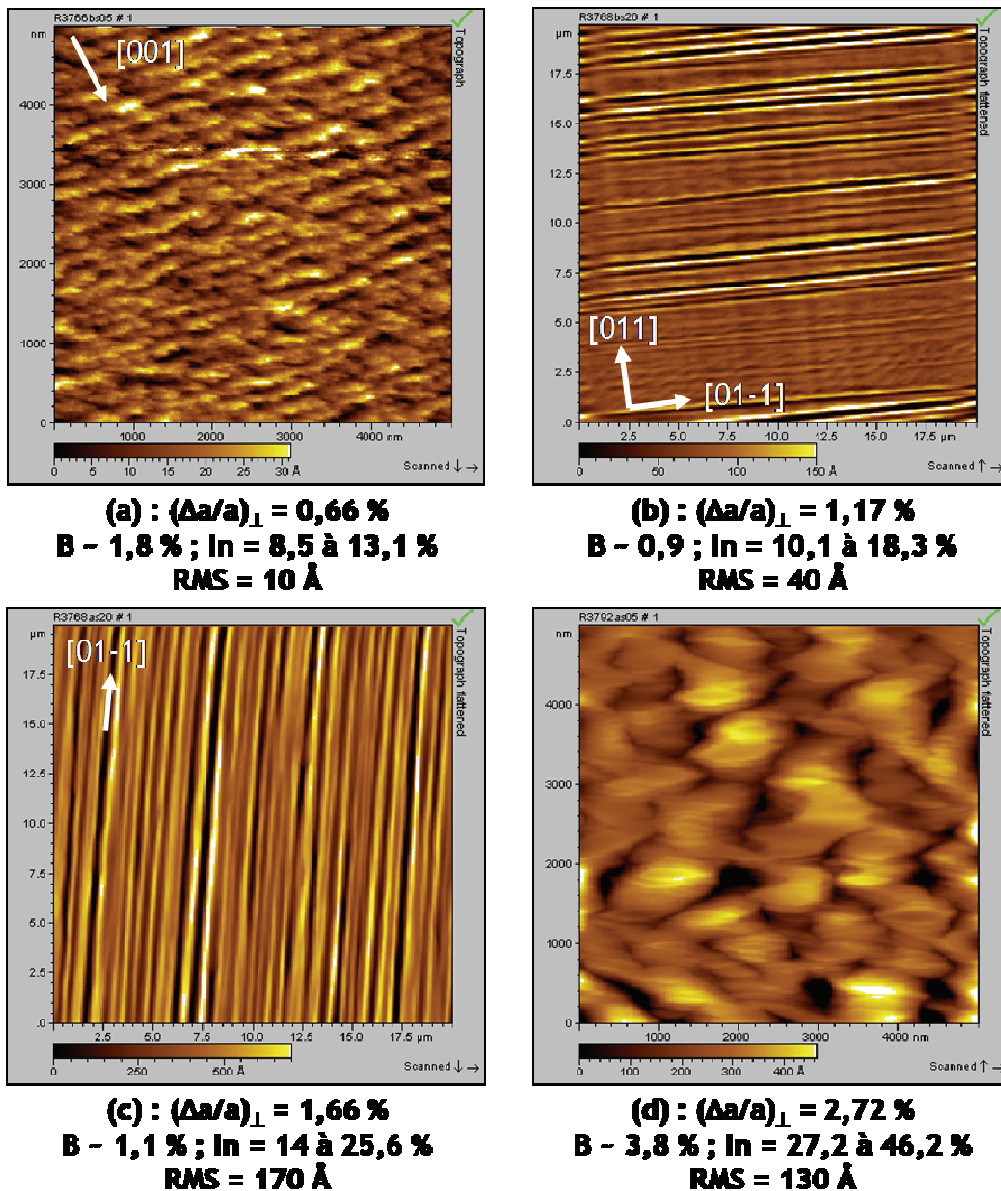 R3766bs05 # 1
Topograph
nm
[001]
4000
3000
2000
1000
0
1000 2000 3000 4000 nm
0 5 10 15 20 25 30 Å
Scanned ↓ →
(a) : (Δa/a)⊥ = 0,66 %
B ~ 1,8 % ; In = 8,5 à 13,1 %
RMS = 10 Å
R3768bs20 # 1
Topograph flattened
µm
17.5
15.0
12.5
10.0
7.5
5.0
2.5
.0
[011]
[01-1]
2.5 5.0 7.5 10.0 12.5 15.0 17.5 µm
0 50 100 150 Å
Scanned ↑ →
(b) : (Δa/a)⊥ = 1,17 %
B ~ 0,9 ; In = 10,1 à 18,3 %
RMS = 40 Å
R3768as20 # 1
Topograph flattened
µm
[01-1]
17.5
15.0
12.5
10.0
7.5
5.0
2.5
.0
2.5 5.0 7.5 10.0 12.5 15.0 17.5 µm
0 250 500 Å
Scanned ↓ →
(c) : (Δa/a)⊥ = 1,66 %
B ~ 1,1 % ; In = 14 à 25,6 %
RMS = 170 Å
R3792as05 # 1
Topograph flattened
nm
4000
3000
2000
1000
0
1000 2000 3000 4000 nm
0 100 200 300 400 Å
Scanned ↑ →
(d) : (Δa/a)⊥ = 2,72 %
B ~ 3,8 % ; In = 27,2 à 46,2 %
RMS = 130 Å